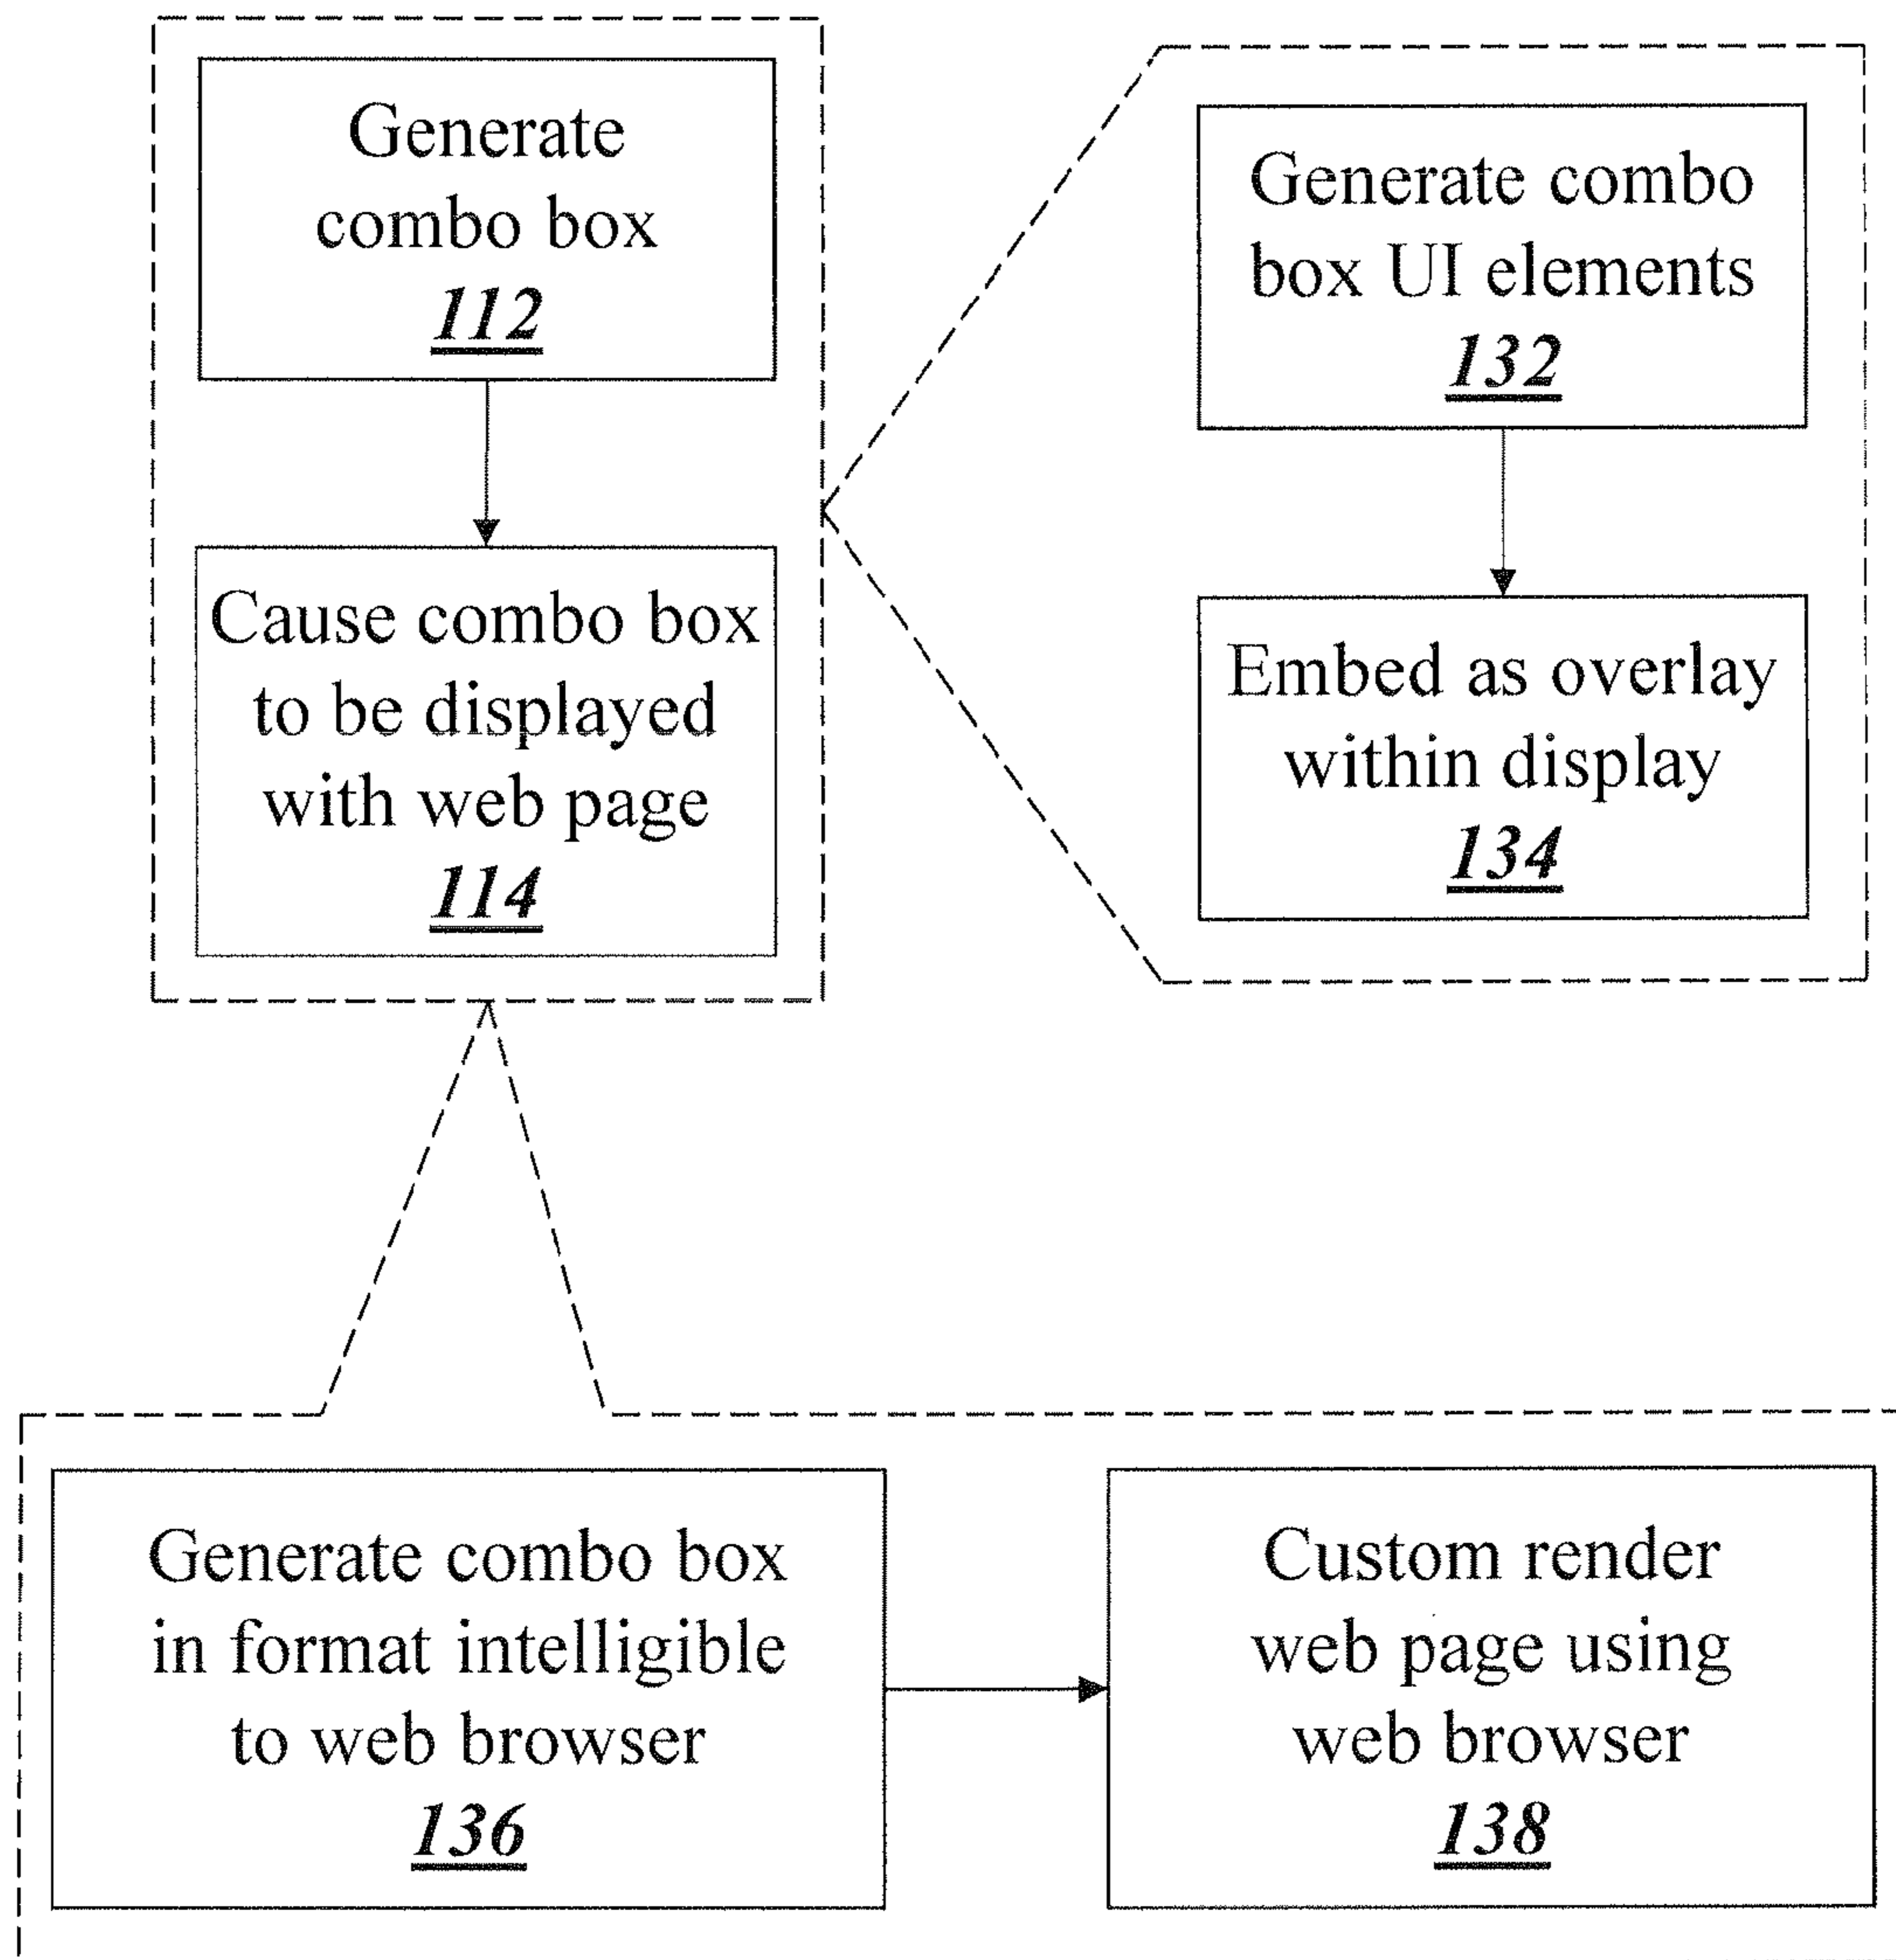 Generate
combo box
112
Cause combo box
to be displayed
with web page
114
Generate combo
box UI elements
132
Embed as overlay
within display
134
Generate combo box
in format intelligible
to web browser
136
Custom render
web page using
web browser
138